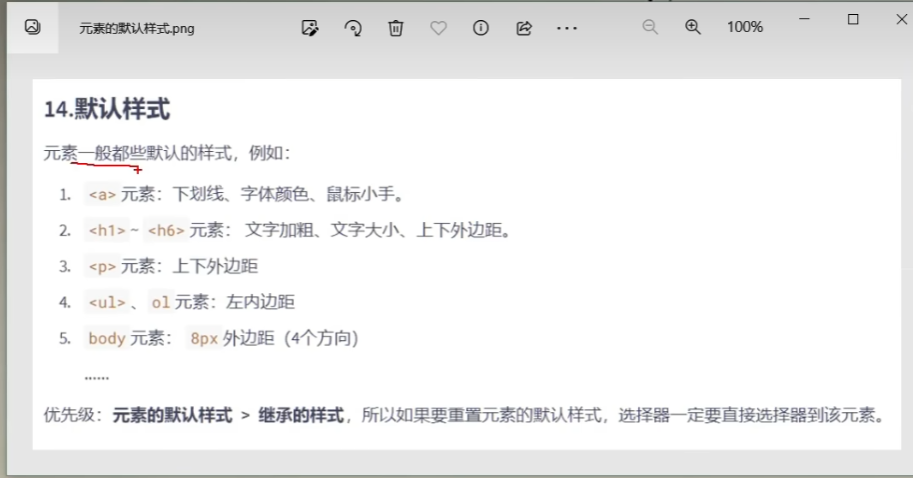 元素的默认样式.png
100%
14.默认样式
元素一般都些默认的样式，例如：
1. <a> 元素：下划线、字体颜色、鼠标小手。
2. <h1> ~ <h6> 元素： 文字加粗、文字大小、上下外边距。
3. <p> 元素：上下外边距
4. <ul> 、 ol 元素：左内边距
5. body 元素： 8px 外边距（4个方向）
......
优先级：元素的默认样式 > 继承的样式，所以如果要重置元素的默认样式，选择器一定要直接选择器到该元素。